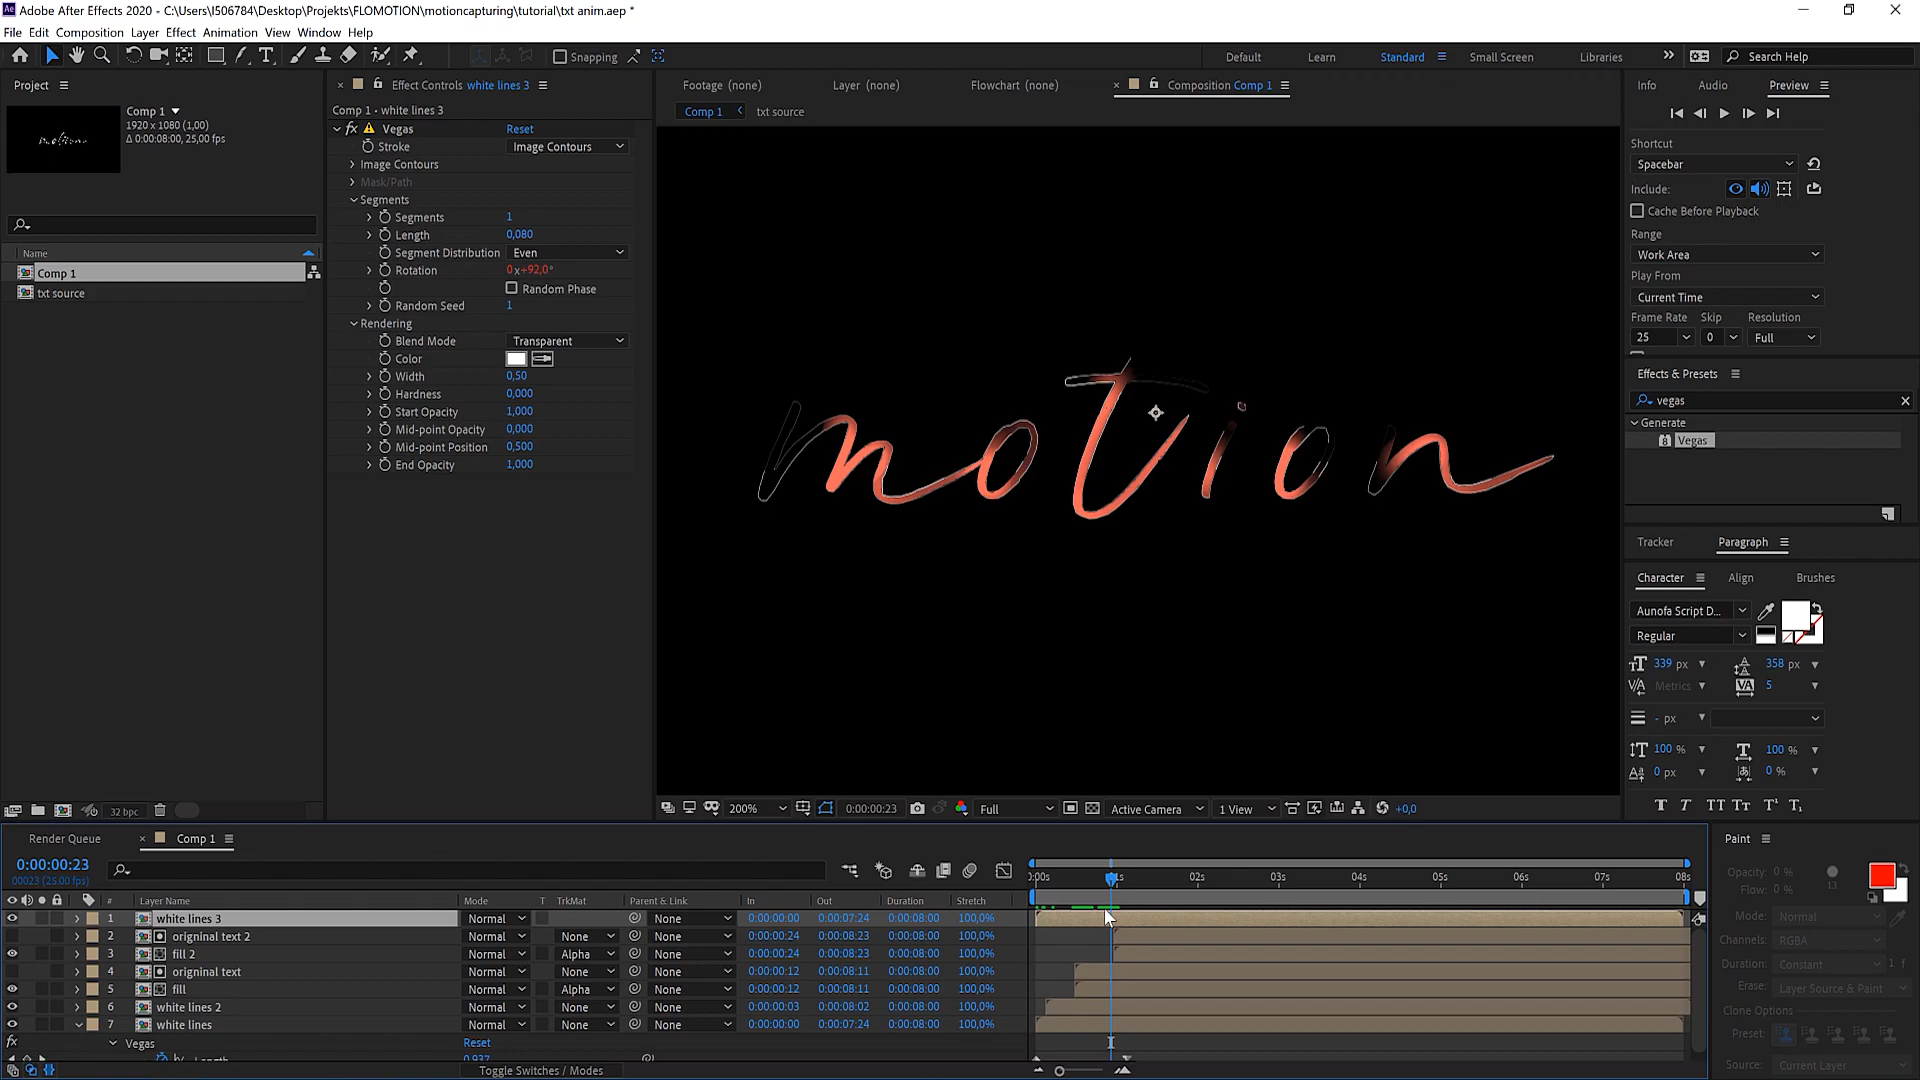 Adobe After Effects 2020 - C:\Users\I506784\Desktop\Projekts\FLOMOTION\motioncapturing\tutorial\txt anim.aep *
File Edit Composition Layer Effect Animation View Window Help
Snapping
Default Learn Standard Small Screen Libraries Search Help
Project
Comp 1
1920 x 1080 (1,00)
Δ 0:00:08:00, 25,00 fps
Name
Comp 1
txt source
32 bpc
Effect Controls white lines 3
Comp 1 · white lines 3
fx Vegas Reset
Stroke Image Contours
Image Contours
Mask/Path
Segments
Segments 1
Length 0,080
Segment Distribution Even
Rotation 0x+92,0°
Random Phase
Random Seed 1
Rendering
Blend Mode Transparent
Color
Width 0,50
Hardness 0,000
Start Opacity 1,000
Mid-point Opacity 0,000
Mid-point Position 0,500
End Opacity 1,000
Footage (none) Layer (none) Flowchart (none) Composition Comp 1
Comp 1 txt source
motion
200% 0:00:00:23 Full Active Camera 1 View +0,0
Info Audio Preview
Shortcut
Spacebar
Include:
Cache Before Playback
Range
Work Area
Play From
Current Time
Frame Rate Skip Resolution
25 0 Full
Effects & Presets
vegas
Generate
Vegas
Tracker Paragraph
Character Align Brushes
Aunofa Script D...
Regular
339 px 358 px
Metrics 5
- px
100 % 100 %
0 px 0 %
T T TT Tт T¹ T₁
Render Queue Comp 1
0:00:00:23
00023 (25.00 fps)
0:00s 1s 02s 03s 04s 05s 06s 07s 08s
# Layer Name Mode T TrkMat Parent & Link In Out Duration Stretch
1 white lines 3 Normal None 0:00:00:00 0:00:07:24 0:00:08:00 100,0%
2 origninal text 2 Normal None None 0:00:00:24 0:00:08:23 0:00:08:00 100,0%
3 fill 2 Normal Alpha None 0:00:00:24 0:00:08:23 0:00:08:00 100,0%
4 origninal text Normal None None 0:00:00:12 0:00:08:11 0:00:08:00 100,0%
5 fill Normal Alpha None 0:00:00:12 0:00:08:11 0:00:08:00 100,0%
6 white lines 2 Normal None None 0:00:00:03 0:00:08:02 0:00:08:00 100,0%
7 white lines Normal None None 0:00:00:00 0:00:07:24 0:00:08:00 100,0%
fx Vegas Reset
Length 0,937
Toggle Switches / Modes
Paint
Opacity: 0 %
Flow: 0 % 13
Mode: Normal
Channels: RGBA
Duration: Constant 1 f
Erase: Layer Source & Paint
Clone Options
Preset:
Source: Current Layer